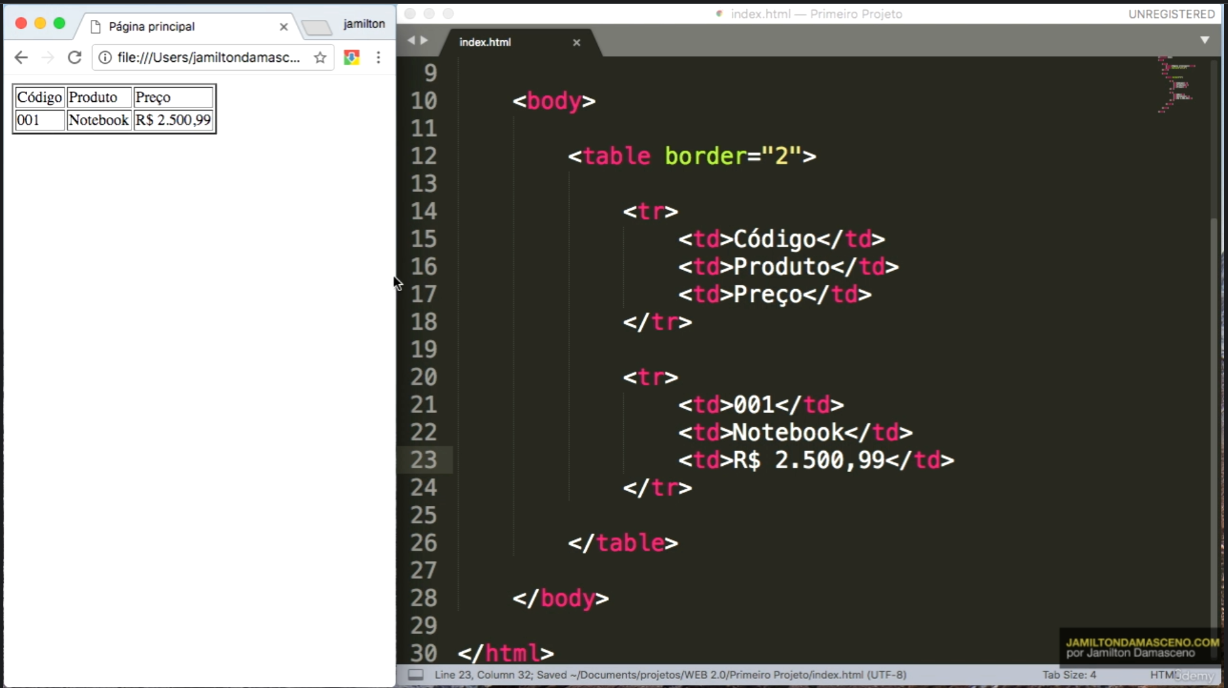 Página principal
jamilton
file:///Users/jamiltondamasc...
Código Produto Preço
001 Notebook R$ 2.500,99
index.html — Primeiro Projeto
UNREGISTERED
index.html
9
10 <body>
11
12 <table border="2">
13
14 <tr>
15 <td>Código</td>
16 <td>Produto</td>
17 <td>Preço</td>
18 </tr>
19
20 <tr>
21 <td>001</td>
22 <td>Notebook</td>
23 <td>R$ 2.500,99</td>
24 </tr>
25
26 </table>
27
28 </body>
29
30 </html>
JAMILTONDAMASCENO.COM
por Jamilton Damasceno
Line 23, Column 32; Saved ~/Documents/projetos/WEB 2.0/Primeiro Projeto/index.html (UTF-8)
Tab Size: 4
HTML
Udemy